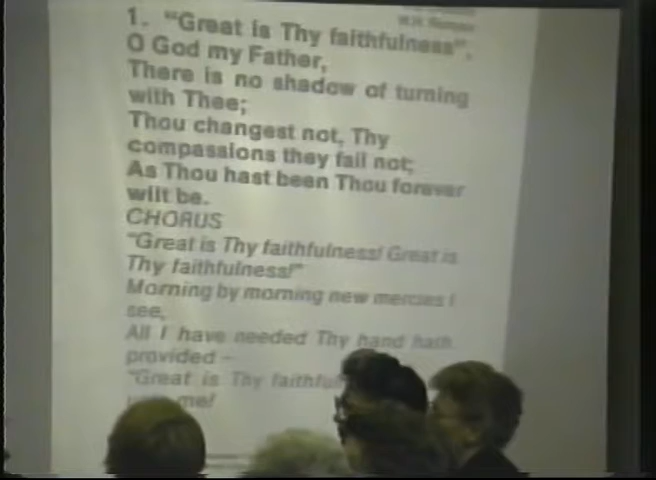 W.H. Runyan
1. "Great is Thy faithfulness",
O God my Father,
There is no shadow of turning
with Thee;
Thou changest not, Thy
compassions they fail not;
As Thou hast been Thou forever
wilt be.
CHORUS
"Great is Thy faithfulness! Great is
Thy faithfulness!"
Morning by morning new mercies I
see,
All I have needed Thy hand hath
provided -
"Great is Thy faithful
me!